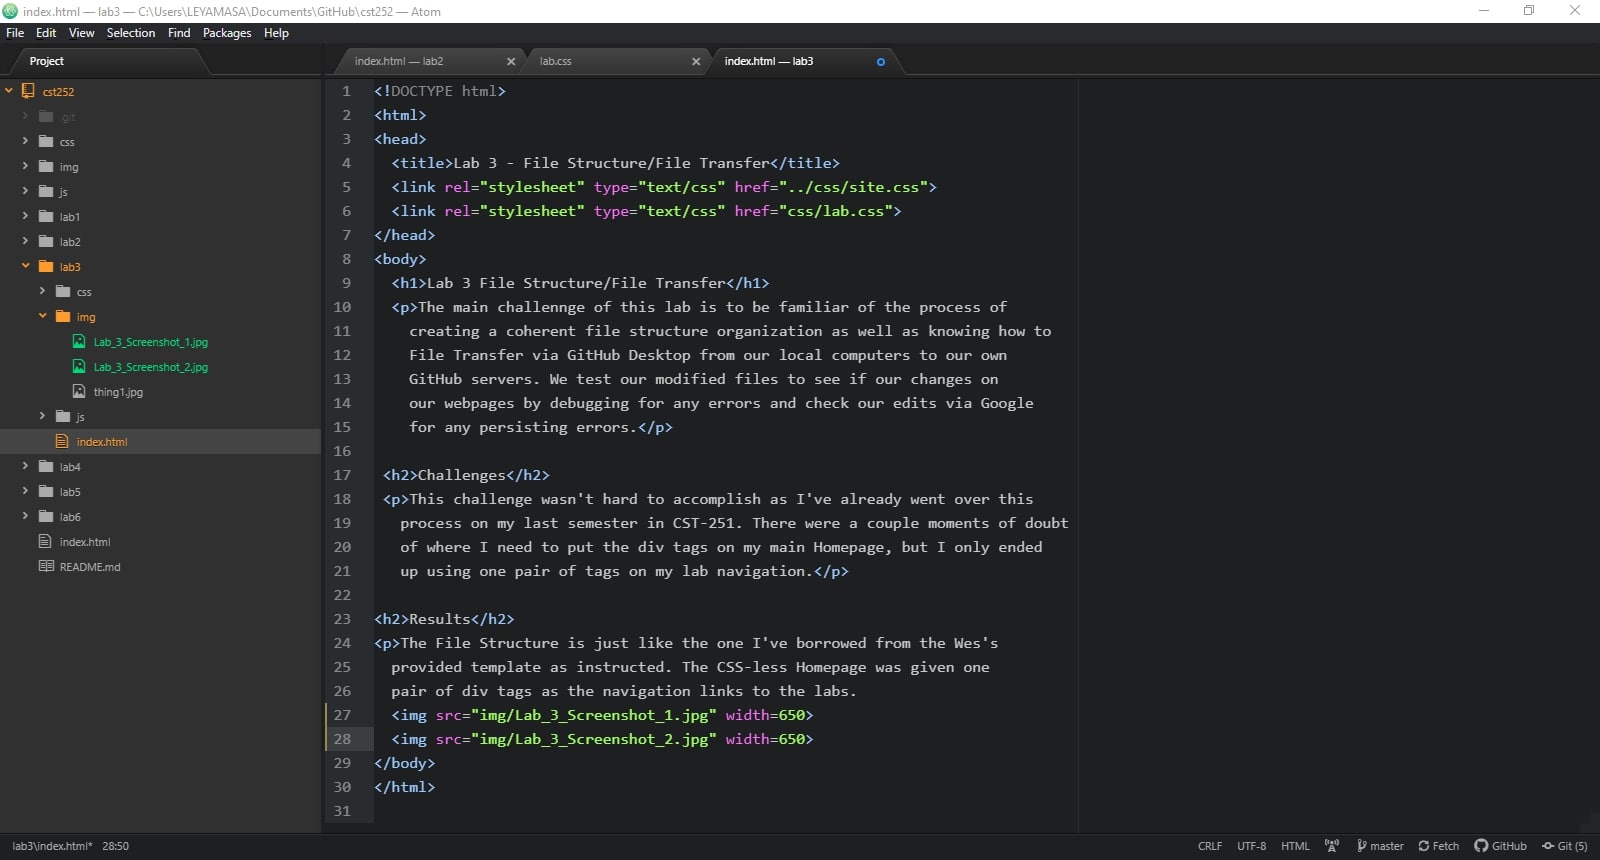 index.html — lab3 — C:\Users\LEYAMASA\Documents\GitHub\cst252 — Atom
File Edit View Selection Find Packages Help
Project
cst252
.git
css
img
js
lab1
lab2
lab3
css
img
Lab_3_Screenshot_1.jpg
Lab_3_Screenshot_2.jpg
thing1.jpg
js
index.html
lab4
lab5
lab6
index.html
README.md
index.html — lab2
lab.css
index.html — lab3
1 <!DOCTYPE html>
2 <html>
3 <head>
4 <title>Lab 3 - File Structure/File Transfer</title>
5 <link rel="stylesheet" type="text/css" href="../css/site.css">
6 <link rel="stylesheet" type="text/css" href="css/lab.css">
7 </head>
8 <body>
9 <h1>Lab 3 File Structure/File Transfer</h1>
10 <p>The main challennge of this lab is to be familiar of the process of
11 creating a coherent file structure organization as well as knowing how to
12 File Transfer via GitHub Desktop from our local computers to our own
13 GitHub servers. We test our modified files to see if our changes on
14 our webpages by debugging for any errors and check our edits via Google
15 for any persisting errors.</p>
16
17 <h2>Challenges</h2>
18 <p>This challenge wasn't hard to accomplish as I've already went over this
19 process on my last semester in CST-251. There were a couple moments of doubt
20 of where I need to put the div tags on my main Homepage, but I only ended
21 up using one pair of tags on my lab navigation.</p>
22
23 <h2>Results</h2>
24 <p>The File Structure is just like the one I've borrowed from the Wes's
25 provided template as instructed. The CSS-less Homepage was given one
26 pair of div tags as the navigation links to the labs.
27 <img src="img/Lab_3_Screenshot_1.jpg" width=650>
28 <img src="img/Lab_3_Screenshot_2.jpg" width=650>
29 </body>
30 </html>
31
lab3\index.html* 28:50
CRLF UTF-8 HTML master Fetch GitHub Git (5)